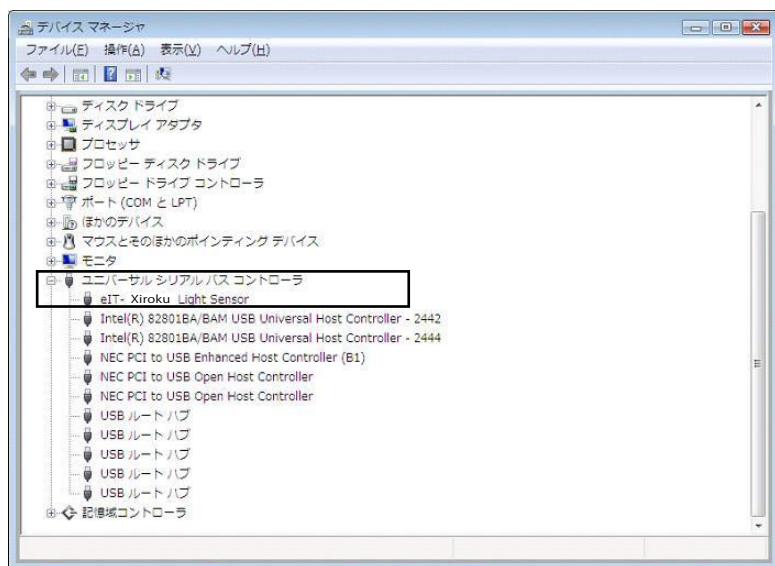 デバイス マネージャ
ファイル(F) 操作(A) 表示(V) ヘルプ(H)
ディスク ドライブ
ディスプレイ アダプタ
プロセッサ
フロッピー ディスク ドライブ
フロッピー ドライブ コントローラ
ポート (COM と LPT)
ほかのデバイス
マウスとそのほかのポインティング デバイス
モニタ
ユニバーサル シリアル バス コントローラ
eIT- Xiroku Light Sensor
Intel(R) 82801BA/BAM USB Universal Host Controller - 2442
Intel(R) 82801BA/BAM USB Universal Host Controller - 2444
NEC PCI to USB Enhanced Host Controller (B1)
NEC PCI to USB Open Host Controller
NEC PCI to USB Open Host Controller
USB ルート ハブ
USB ルート ハブ
USB ルート ハブ
USB ルート ハブ
USB ルート ハブ
記憶域コントローラ